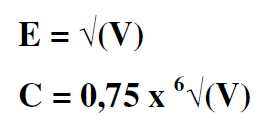 E = √(V)
C = 0,75 x ⁶√(V)